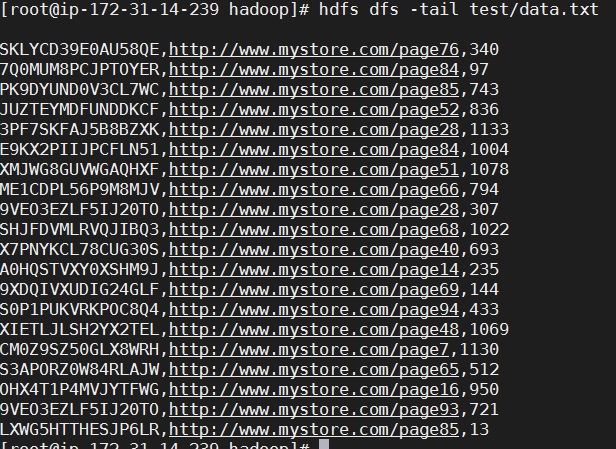 [root@ip-172-31-14-239 hadoop]# hdfs dfs -tail test/data.txt
SKLYCD39E0AU58QE,http://www.mystore.com/page76,340
7Q0MUM8PCJPTOYER,http://www.mystore.com/page84,97
PK9DYUND0V3CL7WC,http://www.mystore.com/page85,743
JUZTEYMDFUNDDKCF,http://www.mystore.com/page52,836
3PF7SKFAJ5B8BZXK,http://www.mystore.com/page28,1133
E9KX2PIIJPCFLN51,http://www.mystore.com/page84,1004
XMJWG8GUVWGAQHXF,http://www.mystore.com/page51,1078
ME1CDPL56P9M8MJV,http://www.mystore.com/page66,794
9VEO3EZLF5IJ20TO,http://www.mystore.com/page28,307
SHJFDVMLRVQJIBQ3,http://www.mystore.com/page68,1022
X7PNYKCL78CUG30S,http://www.mystore.com/page40,693
A0HQSTVXY0XSHM9J,http://www.mystore.com/page14,235
9XDQIVXUDIG24GLF,http://www.mystore.com/page69,144
S0P1PUKVRKPOC8Q4,http://www.mystore.com/page94,433
XIETLJLSH2YX2TEL,http://www.mystore.com/page48,1069
CM0Z9SZ50GLX8WRH,http://www.mystore.com/page7,1130
S3APORZ0W84RLAJW,http://www.mystore.com/page65,512
OHX4T1P4MVJYTFWG,http://www.mystore.com/page16,950
9VEO3EZLF5IJ20TO,http://www.mystore.com/page93,721
LXWG5HTTHESJP6LR,http://www.mystore.com/page85,13
[root@ip-172-31-14-239 hadoop]#